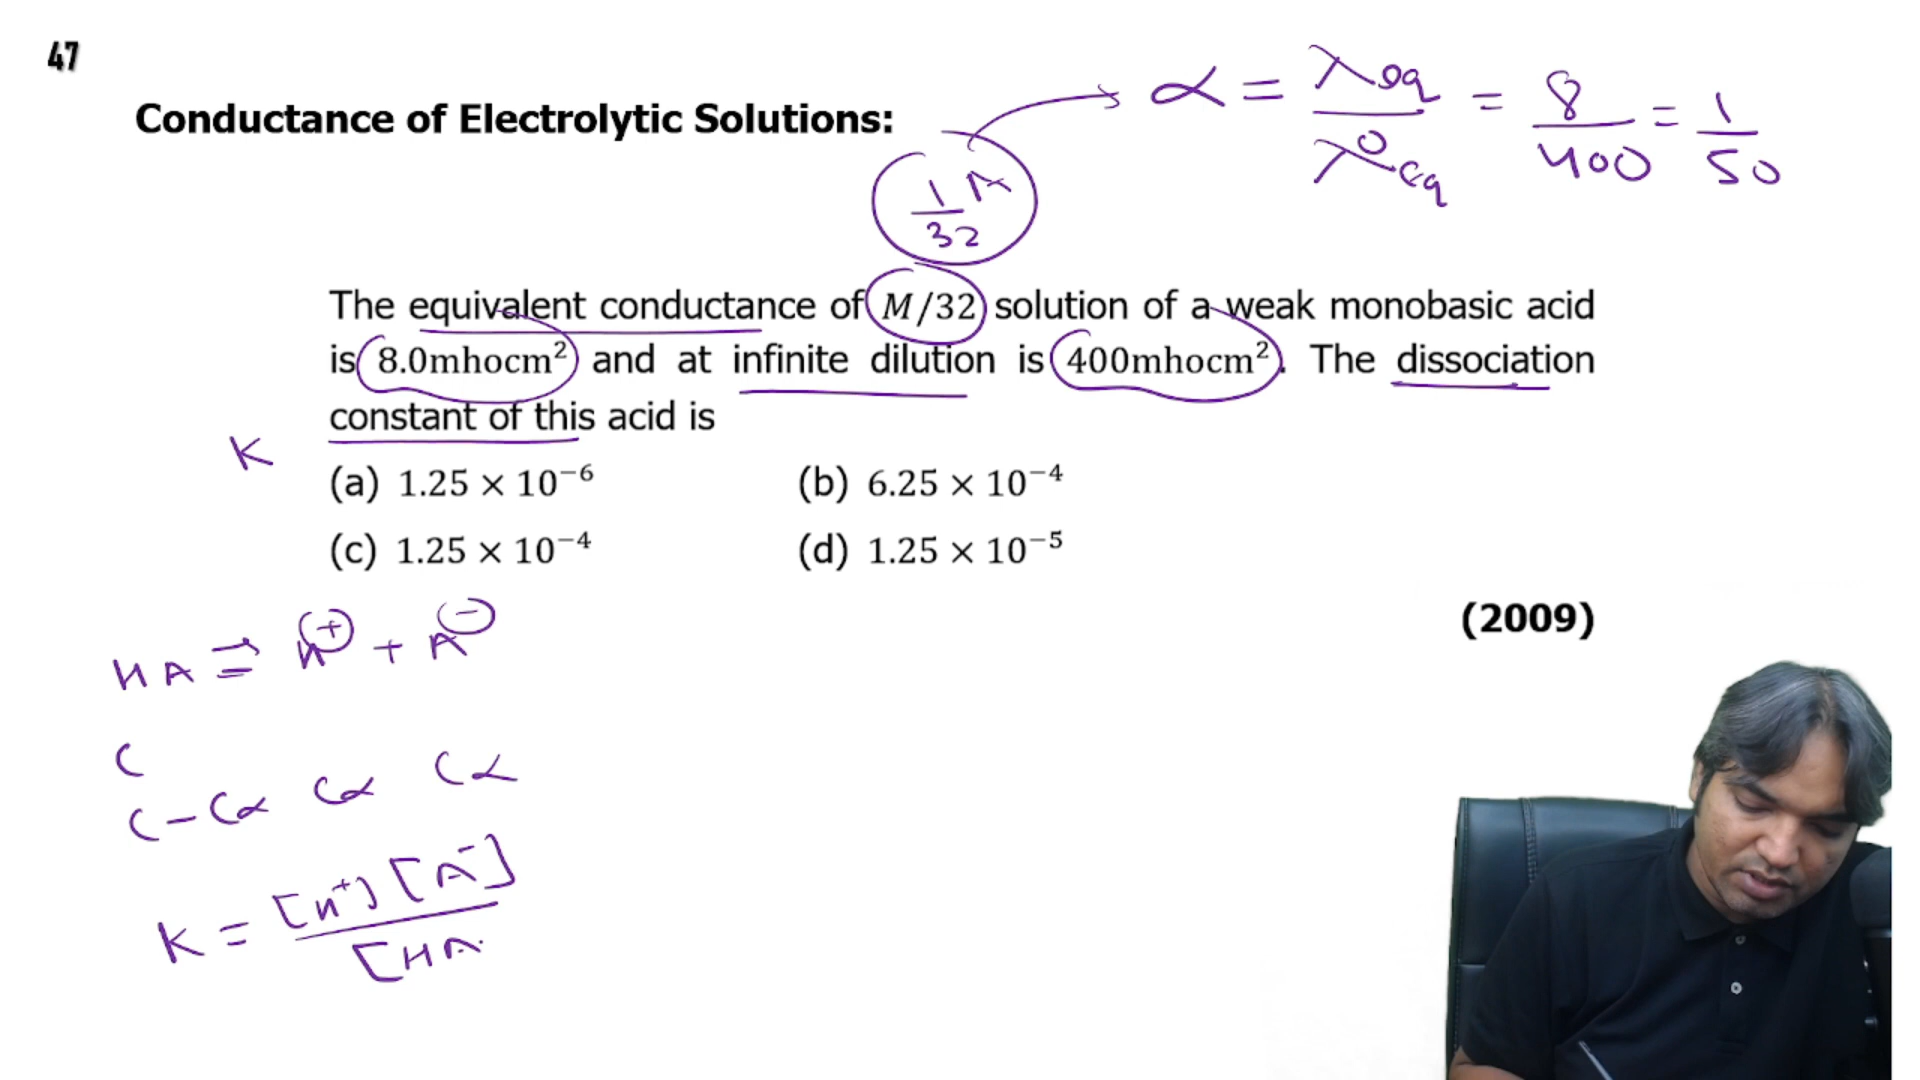 47
Conductance of Electrolytic Solutions:
α = λeq / λ⁰eq = 8 / 400 = 1 / 50
1/32 M
The equivalent conductance of M/32 solution of a weak monobasic acid
is 8.0mhocm² and at infinite dilution is 400mhocm². The dissociation
constant of this acid is
K
(a) 1.25 × 10⁻⁶ (b) 6.25 × 10⁻⁴
(c) 1.25 × 10⁻⁴ (d) 1.25 × 10⁻⁵
(2009)
HA ⇌ H⁺ + A⁻
C
C-Cα Cα Cα
K = [H⁺] [A⁻] / [HA